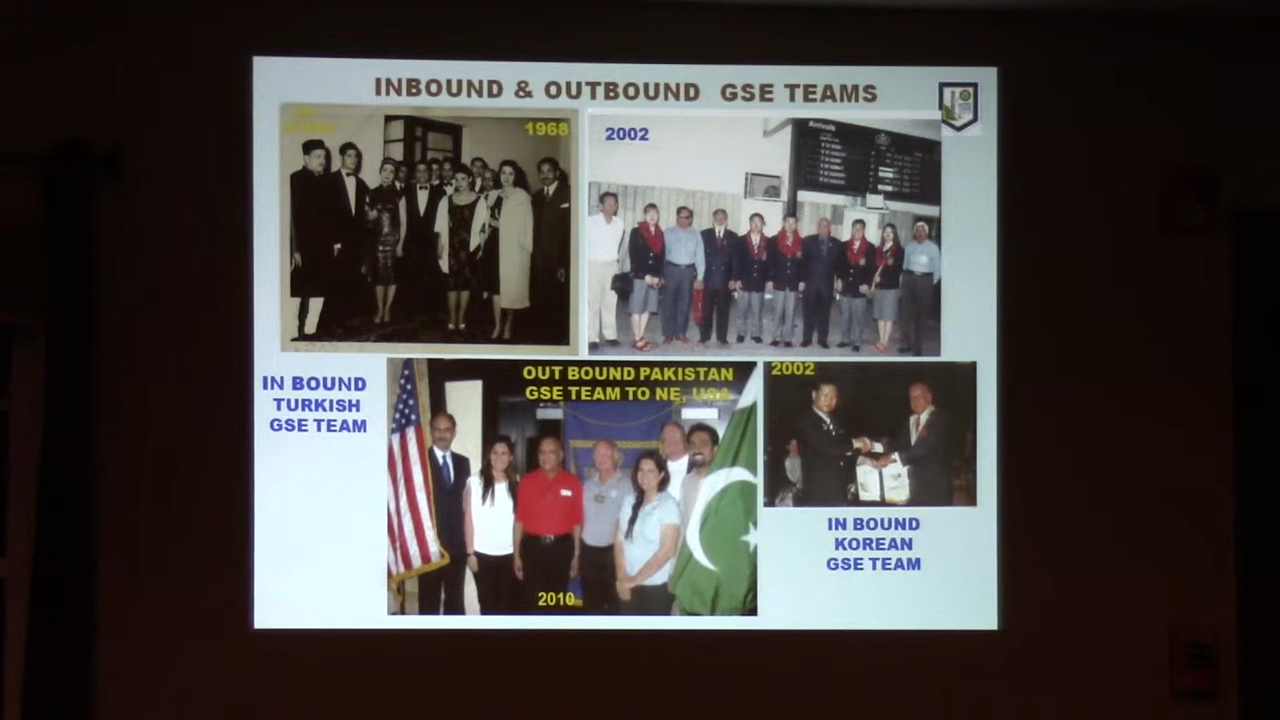 INBOUND & OUTBOUND GSE TEAMS
1968
2002
Arrivals
IN BOUND
TURKISH
GSE TEAM
OUT BOUND PAKISTAN
GSE TEAM TO NE, USA
2010
2002
IN BOUND
KOREAN
GSE TEAM